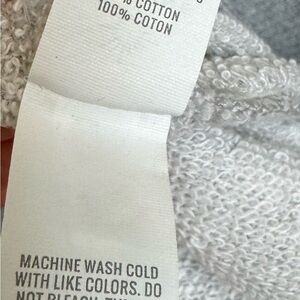 % COTTON
100% COTON
MACHINE WASH COLD
WITH LIKE COLORS. DO
NOT BLEACH.